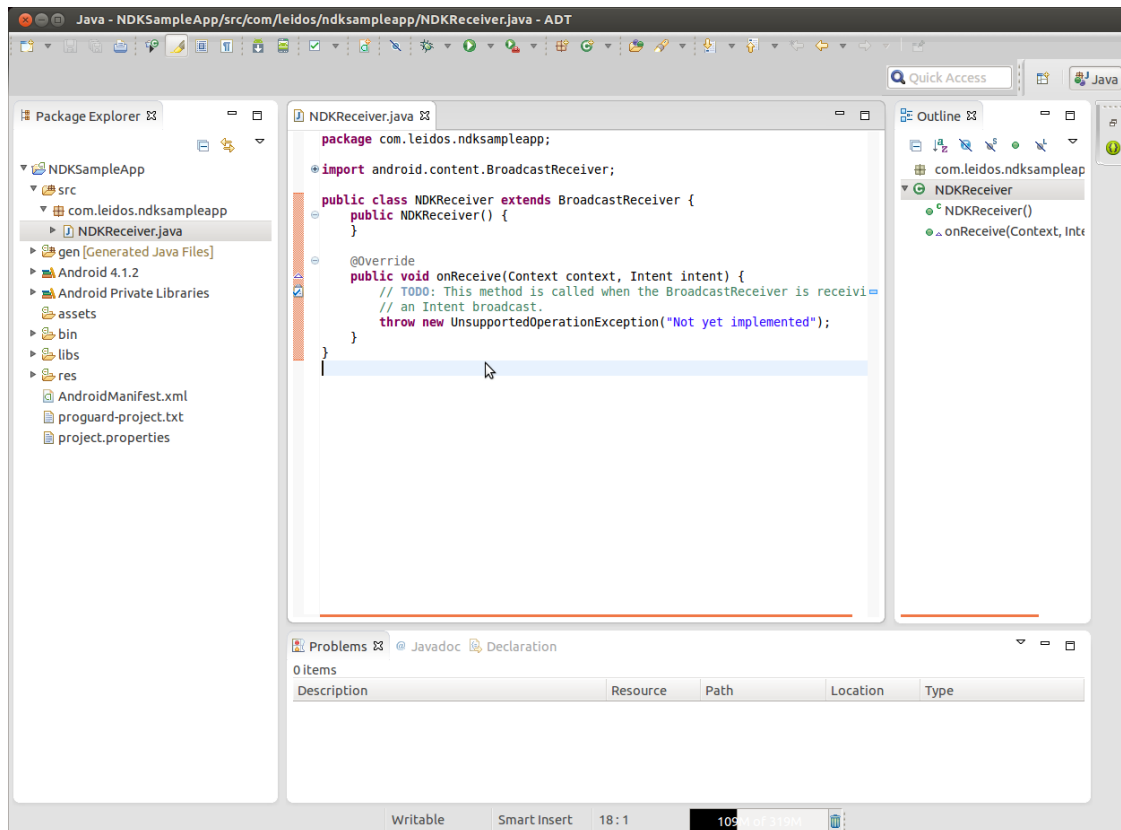 Java - NDKSampleApp/src/com/leidos/ndksampleapp/NDKReceiver.java - ADT
Quick Access
Java
Package Explorer
NDKSampleApp
src
com.leidos.ndksampleapp
NDKReceiver.java
gen [Generated Java Files]
Android 4.1.2
Android Private Libraries
assets
bin
libs
res
AndroidManifest.xml
proguard-project.txt
project.properties
NDKReceiver.java
package com.leidos.ndksampleapp;
import android.content.BroadcastReceiver;
public class NDKReceiver extends BroadcastReceiver {
public NDKReceiver() {
}
@Override
public void onReceive(Context context, Intent intent) {
// TODO: This method is called when the BroadcastReceiver is receivi
// an Intent broadcast.
throw new UnsupportedOperationException("Not yet implemented");
}
}
Outline
com.leidos.ndksampleap
NDKReceiver
NDKReceiver()
onReceive(Context, Inte
Problems @ Javadoc Declaration
0 items
Description Resource Path Location Type
Writable Smart Insert 18 : 1 109M of 319M